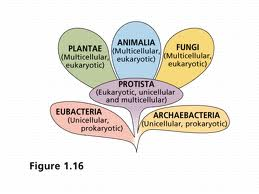 PLANTAE
(Multicellular,
eukaryotic)
ANIMALIA
(Multicellular,
eukaryotic)
FUNGI
(Multicellular,
eukaryotic)
PROTISTA
(Eukaryotic, unicellular
and multicellular)
EUBACTERIA
(Unicellular,
prokaryotic)
ARCHAEBACTERIA
(Unicellular, prokaryotic)
Figure 1.16